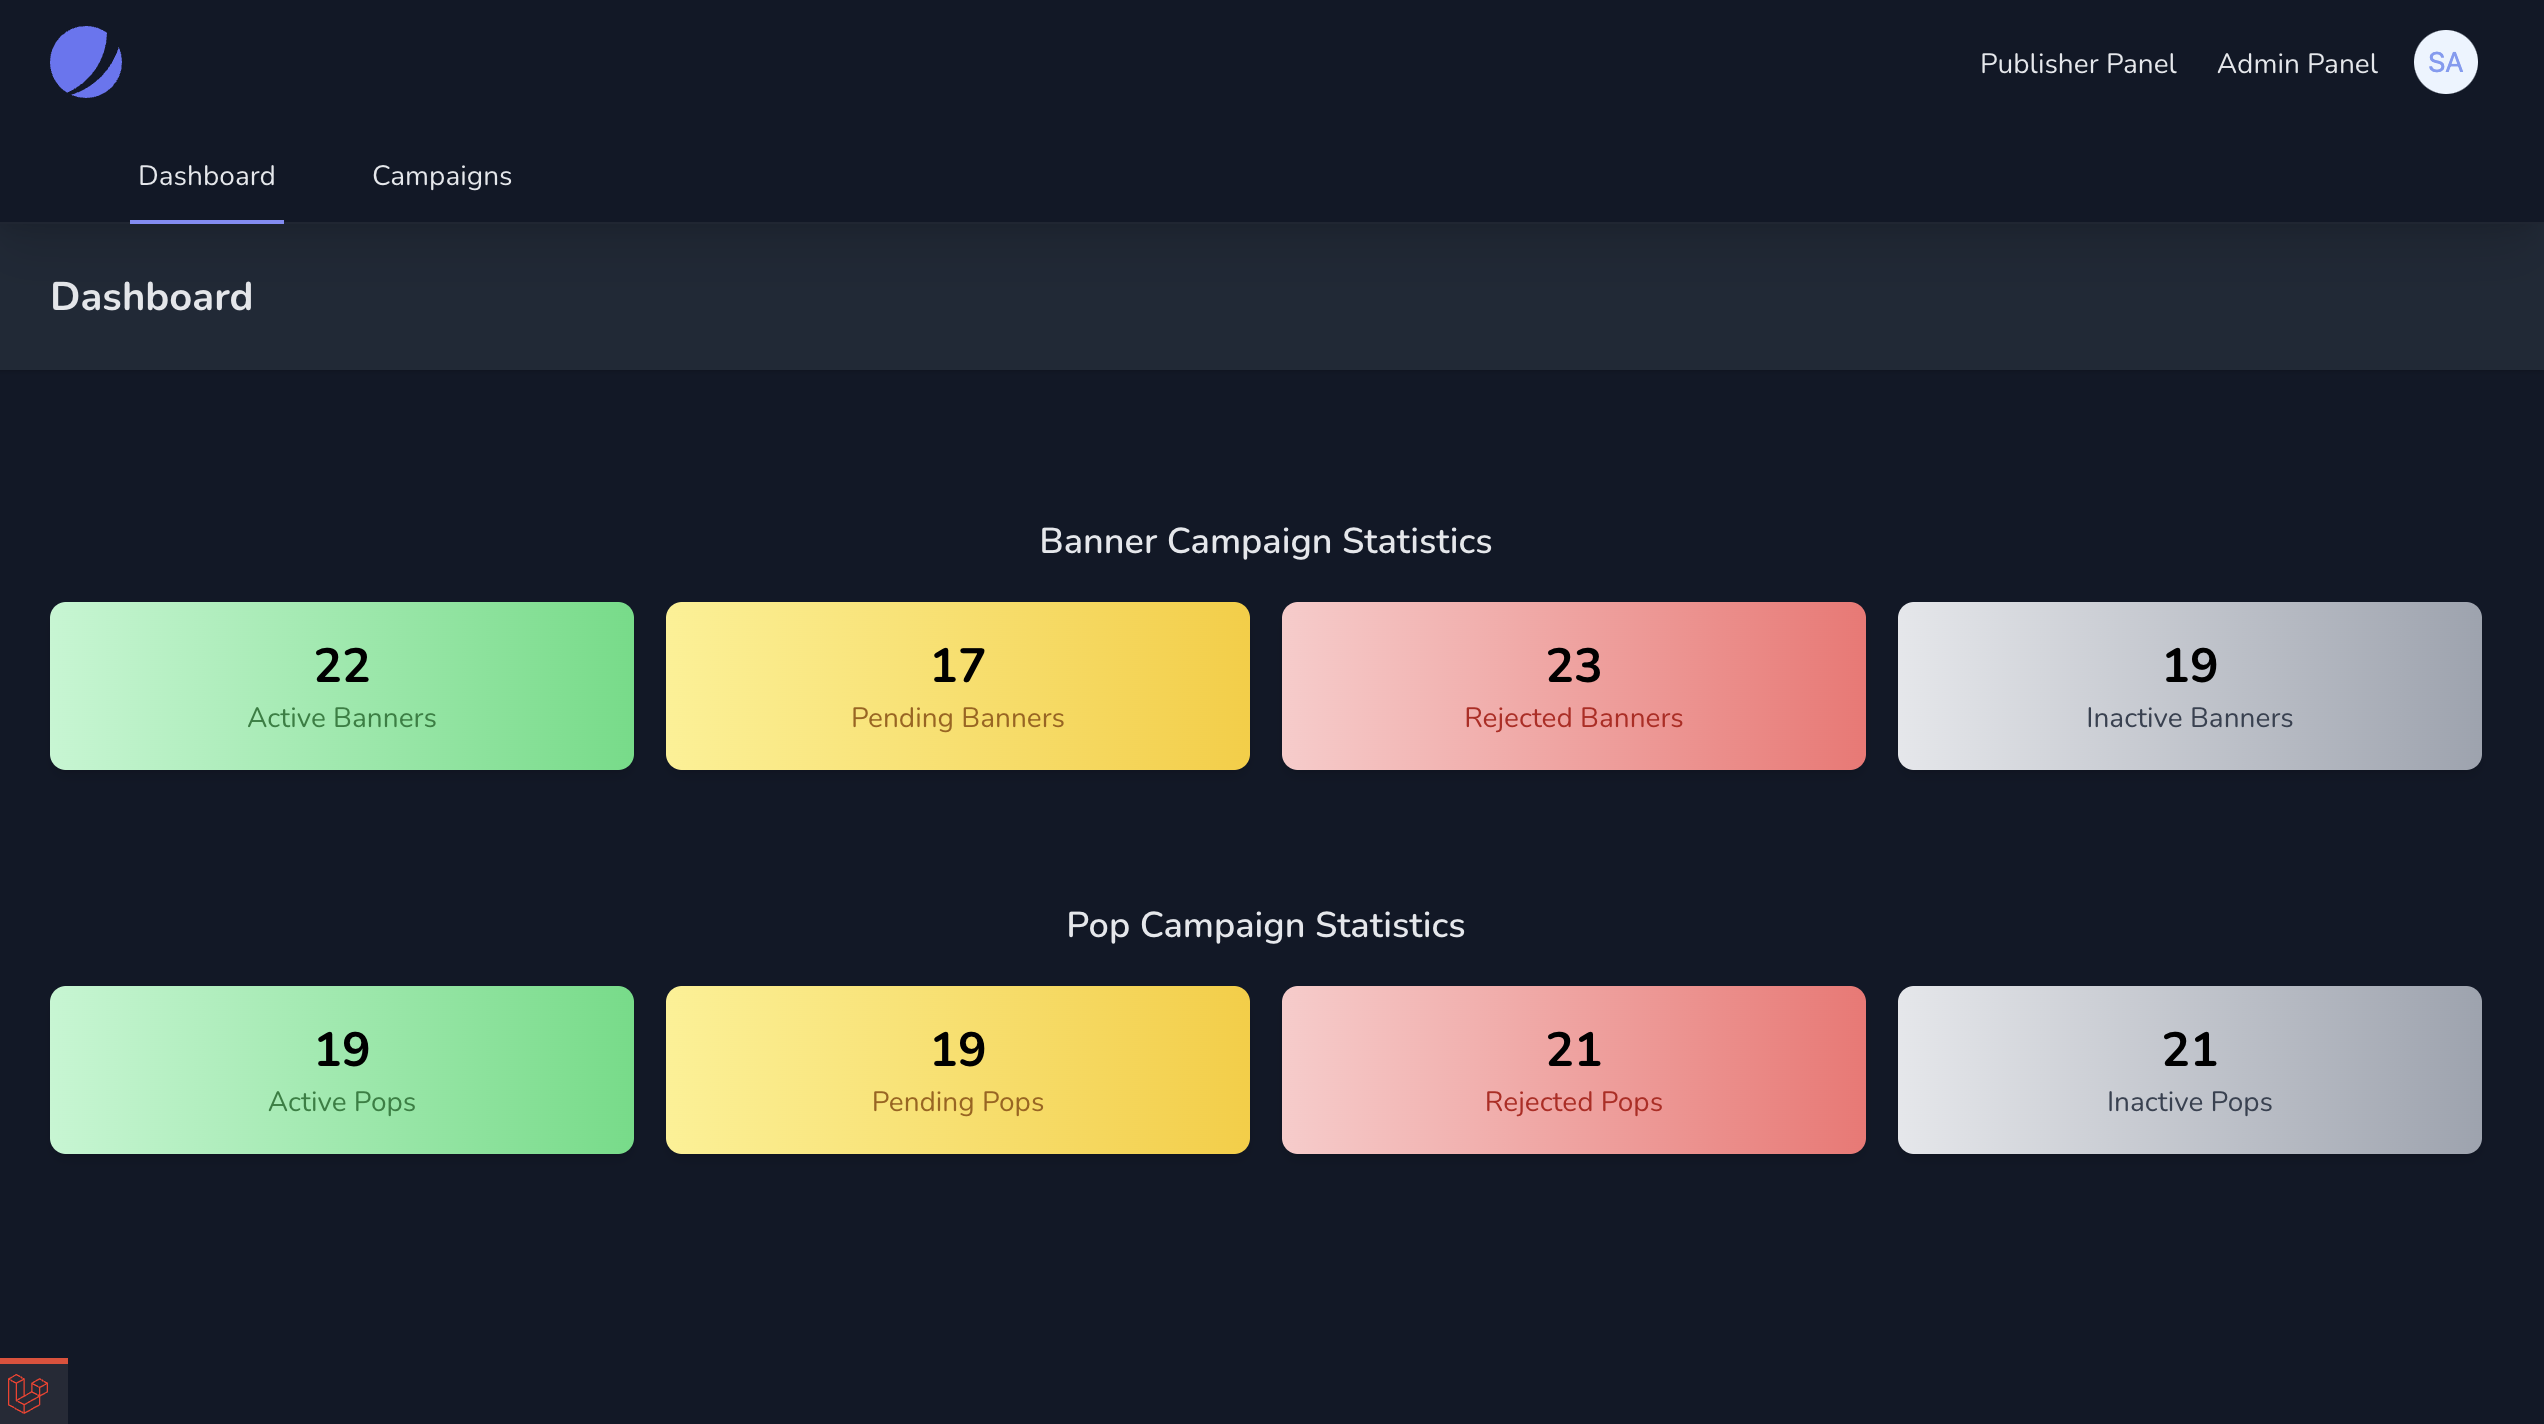 Publisher Panel Admin Panel SA
Dashboard Campaigns
Dashboard
Banner Campaign Statistics
22 17 23 19
Active Banners Pending Banners Rejected Banners Inactive Banners
Pop Campaign Statistics
19 19 21 21
Active Pops Pending Pops Rejected Pops Inactive Pops